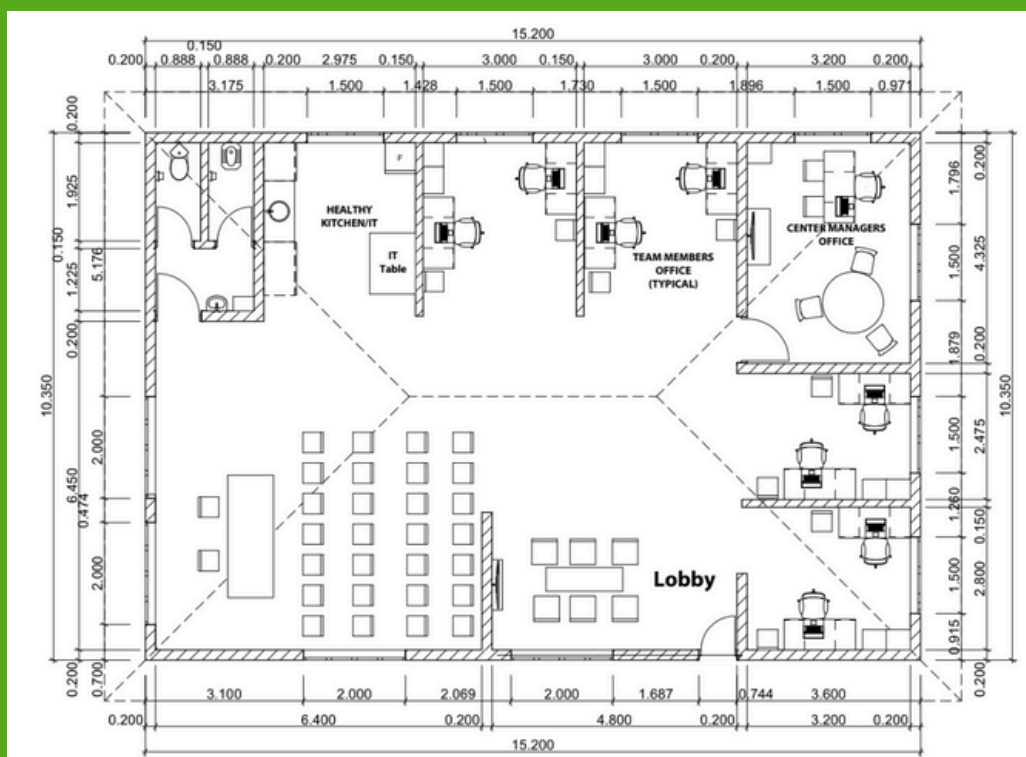 15.200
0.150
0.200 0.888 0.888 0.200 2.975 0.150 3.000 0.150 3.000 0.200 3.200 0.200
3.175 1.500 1.428 1.500 1.730 1.500 1.896 1.500 0.971
0.200
1.925
0.150
5.176
1.225
0.200
10.350
2.000
6.450
0.474
2.000
0.200
0.700
F
HEALTHY
KITCHEN/IT
IT
Table
TEAM MEMBERS
OFFICE
(TYPICAL)
CENTER MANAGERS
OFFICE
Lobby
1.796
0.200
1.500
4.325
1.879
0.200
10.350
1.500
2.475
1.260
0.150
1.500
2.800
0.915
0.200
3.100 2.000 2.069 2.000 1.687 0.744 3.600
0.200 6.400 0.200 4.800 0.200 3.200 0.200
15.200